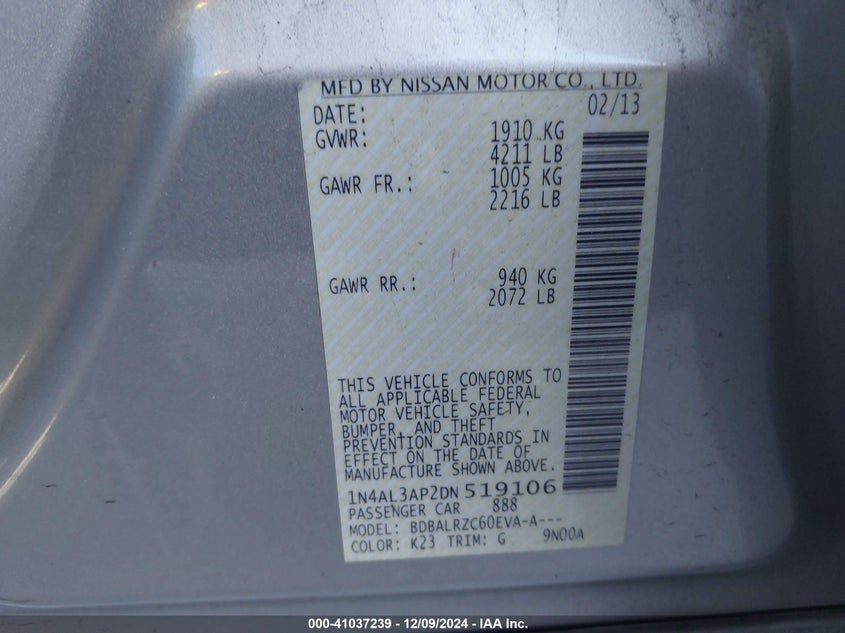 MFD BY NISSAN MOTOR CO., LTD.
DATE: 02/13
GVWR: 1910 KG
4211 LB
GAWR FR.: 1005 KG
2216 LB
GAWR RR.: 940 KG
2072 LB
THIS VEHICLE CONFORMS TO
ALL APPLICABLE FEDERAL
MOTOR VEHICLE SAFETY,
BUMPER, AND THEFT
PREVENTION STANDARDS IN
EFFECT ON THE DATE OF
MANUFACTURE SHOWN ABOVE.
1N4AL3AP2DN 519106
PASSENGER CAR 888
MODEL: BDBALRZC60EVA-A---
COLOR: K23 TRIM: G 9N00A
000-41037239 - 12/09/2024 - IAA Inc.